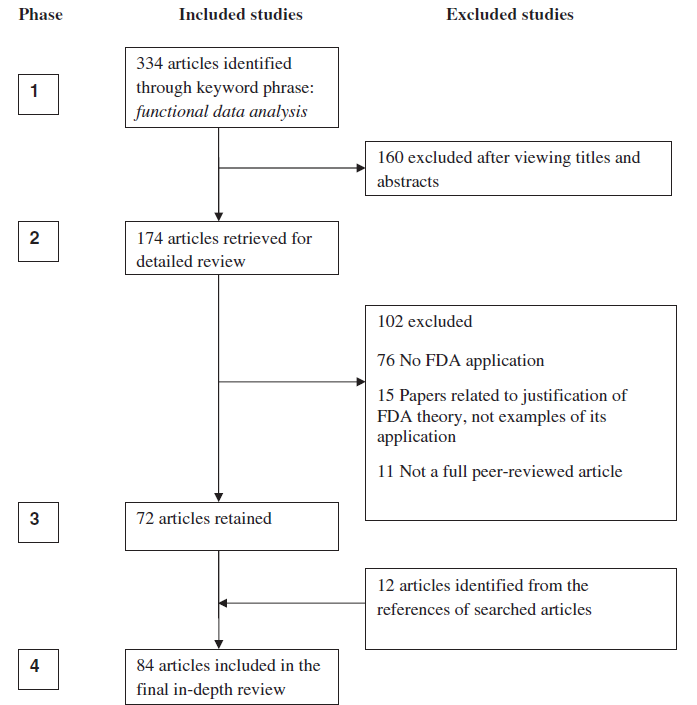 Phase Included studies Excluded studies
1
334 articles identified
through keyword phrase:
functional data analysis
160 excluded after viewing titles and
abstracts
2
174 articles retrieved for
detailed review
102 excluded
76 No FDA application
15 Papers related to justification of
FDA theory, not examples of its
application
11 Not a full peer-reviewed article
3
72 articles retained
12 articles identified from the
references of searched articles
4
84 articles included in the
final in-depth review